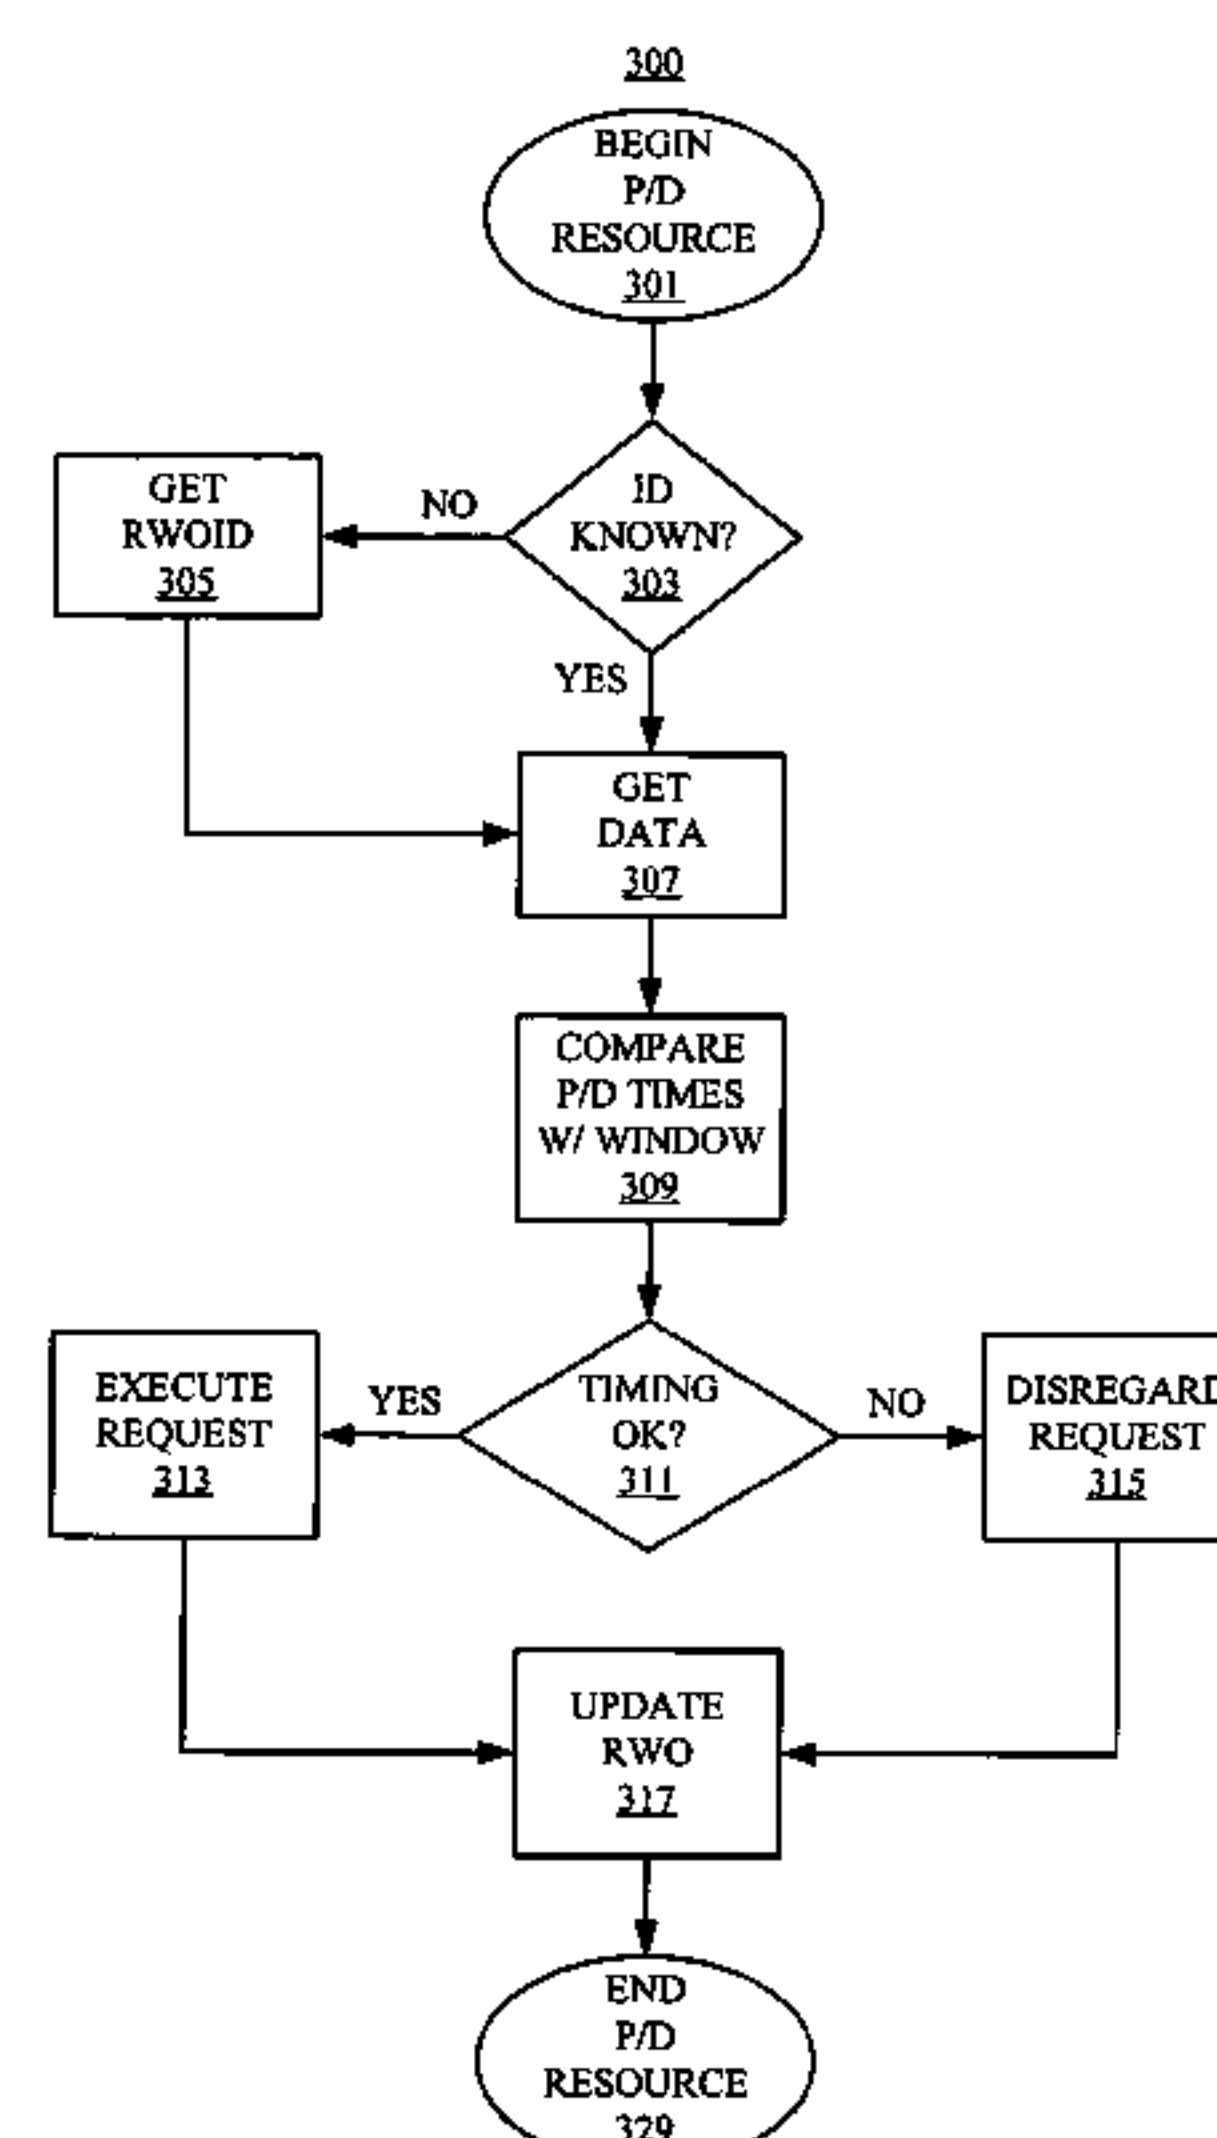 300
BEGIN
P/D
RESOURCE
301
ID
KNOWN?
303
NO
GET
RWOID
305
YES
GET
DATA
307
COMPARE
P/D TIMES
W/ WINDOW
309
TIMING
OK?
311
YES
EXECUTE
REQUEST
313
NO
DISREGARD
REQUEST
315
UPDATE
RWO
317
END
P/D
RESOURCE
329